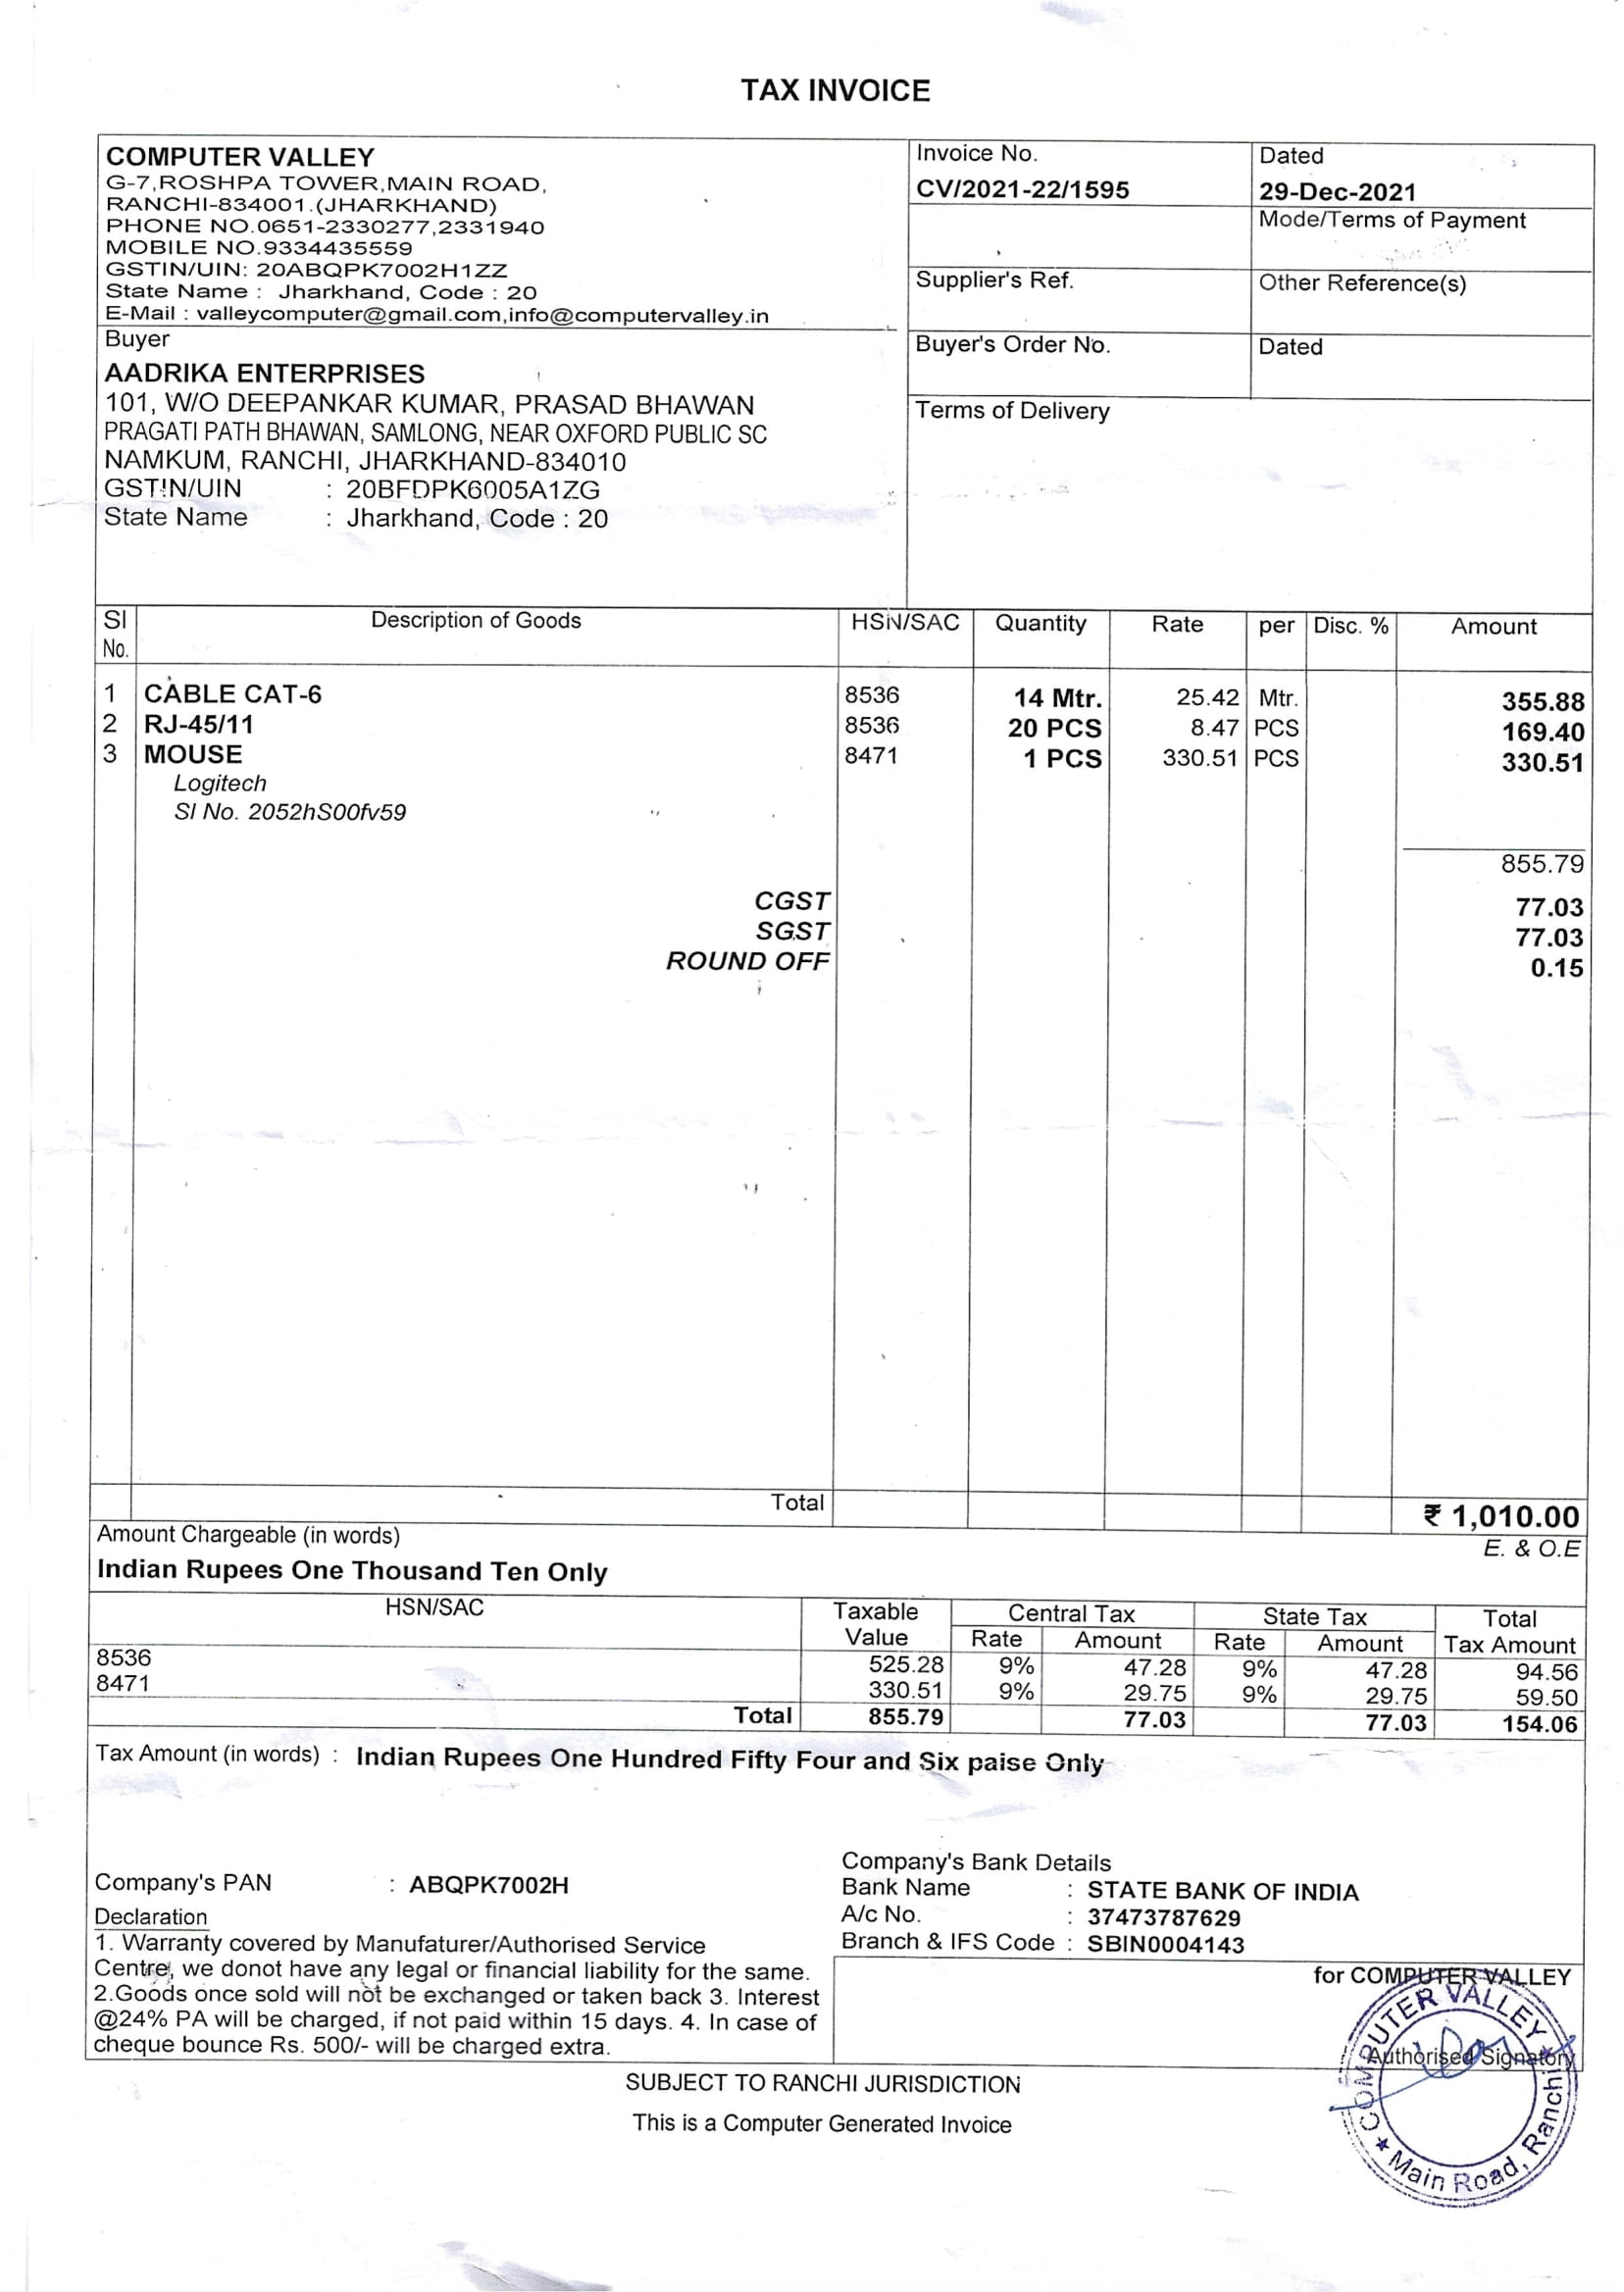 TAX INVOICE
COMPUTER VALLEY
G-7,ROSHPA TOWER,MAIN ROAD,
RANCHI-834001.(JHARKHAND)
PHONE NO.0651-2330277,2331940
MOBILE NO.9334435559
GSTIN/UIN: 20ABQPK7002H1ZZ
State Name : Jharkhand, Code : 20
E-Mail : valleycomputer@gmail.com,info@computervalley.in
Invoice No.
CV/2021-22/1595
Dated
29-Dec-2021
Mode/Terms of Payment
Supplier's Ref.
Other Reference(s)
Buyer
AADRIKA ENTERPRISES
101, W/O DEEPANKAR KUMAR, PRASAD BHAWAN
PRAGATI PATH BHAWAN, SAMLONG, NEAR OXFORD PUBLIC SC
NAMKUM, RANCHI, JHARKHAND-834010
GSTIN/UIN : 20BFDPK6005A1ZG
State Name : Jharkhand, Code : 20
Buyer's Order No.
Dated
Terms of Delivery
Sl No. Description of Goods HSN/SAC Quantity Rate per Disc. % Amount
1 CABLE CAT-6 8536 14 Mtr. 25.42 Mtr. 355.88
2 RJ-45/11 8536 20 PCS 8.47 PCS 169.40
3 MOUSE 8471 1 PCS 330.51 PCS 330.51
Logitech
Sl No. 2052hS00fv59
855.79
CGST 77.03
SGST 77.03
ROUND OFF 0.15
Total ₹ 1,010.00
Amount Chargeable (in words) E. & O.E
Indian Rupees One Thousand Ten Only
HSN/SAC Taxable Value Central Tax State Tax Total Tax Amount
Rate Amount Rate Amount
8536 525.28 9% 47.28 9% 47.28 94.56
8471 330.51 9% 29.75 9% 29.75 59.50
Total 855.79 77.03 77.03 154.06
Tax Amount (in words) : Indian Rupees One Hundred Fifty Four and Six paise Only
Company's PAN : ABQPK7002H
Declaration
1. Warranty covered by Manufaturer/Authorised Service
Centre, we donot have any legal or financial liability for the same.
2.Goods once sold will not be exchanged or taken back 3. Interest
@24% PA will be charged, if not paid within 15 days. 4. In case of
cheque bounce Rs. 500/- will be charged extra.
Company's Bank Details
Bank Name : STATE BANK OF INDIA
A/c No. : 37473787629
Branch & IFS Code : SBIN0004143
for COMPUTER VALLEY
Authorised Signatory
COMPUTER VALLEY
Main Road, Ranchi
SUBJECT TO RANCHI JURISDICTION
This is a Computer Generated Invoice